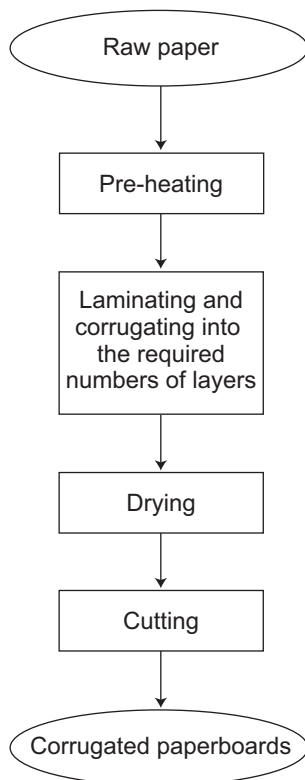 Raw paper
Pre-heating
Laminating and
corrugating into
the required
numbers of layers
Drying
Cutting
Corrugated paperboards